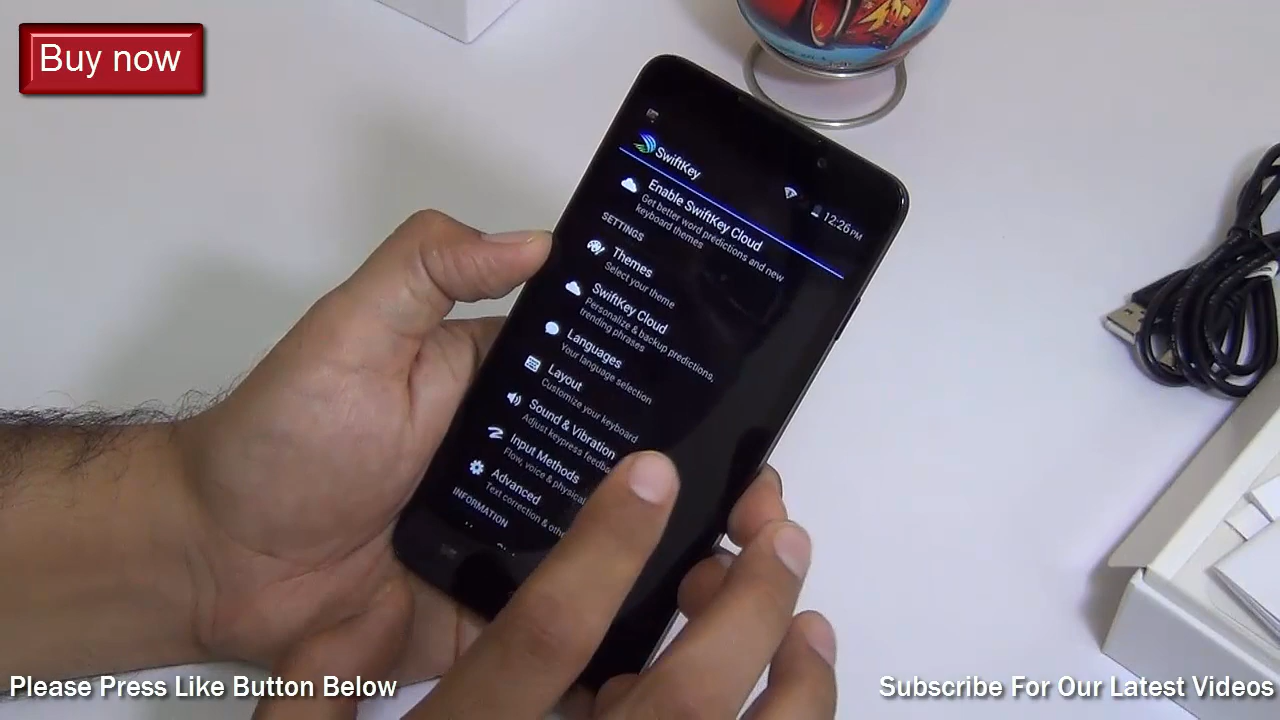 Buy now
12:26 PM
SwiftKey
Enable SwiftKey Cloud
Get better word predictions and new
keyboard themes
SETTINGS
Themes
Select your theme
SwiftKey Cloud
Personalize & backup predictions,
trending phrases
Languages
Your language selection
Layout
Customize your keyboard
Sound & Vibration
Adjust keypress
Input Methods
Flow, voice & physical
Advanced
Text correction &
INFORMATION
Please Press Like Button Below
Subscribe For Our Latest Videos